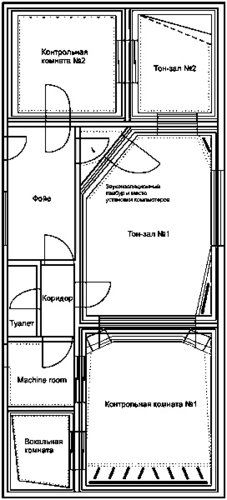 Контрольная
комната №2
Тон-зал №2
Звукоизоляционный
тамбур и место
установки компьютеров
Фойе
Тон-зал №1
Коридор
Туалет
Machine room
Контрольная комната №1
Вокальная
комната